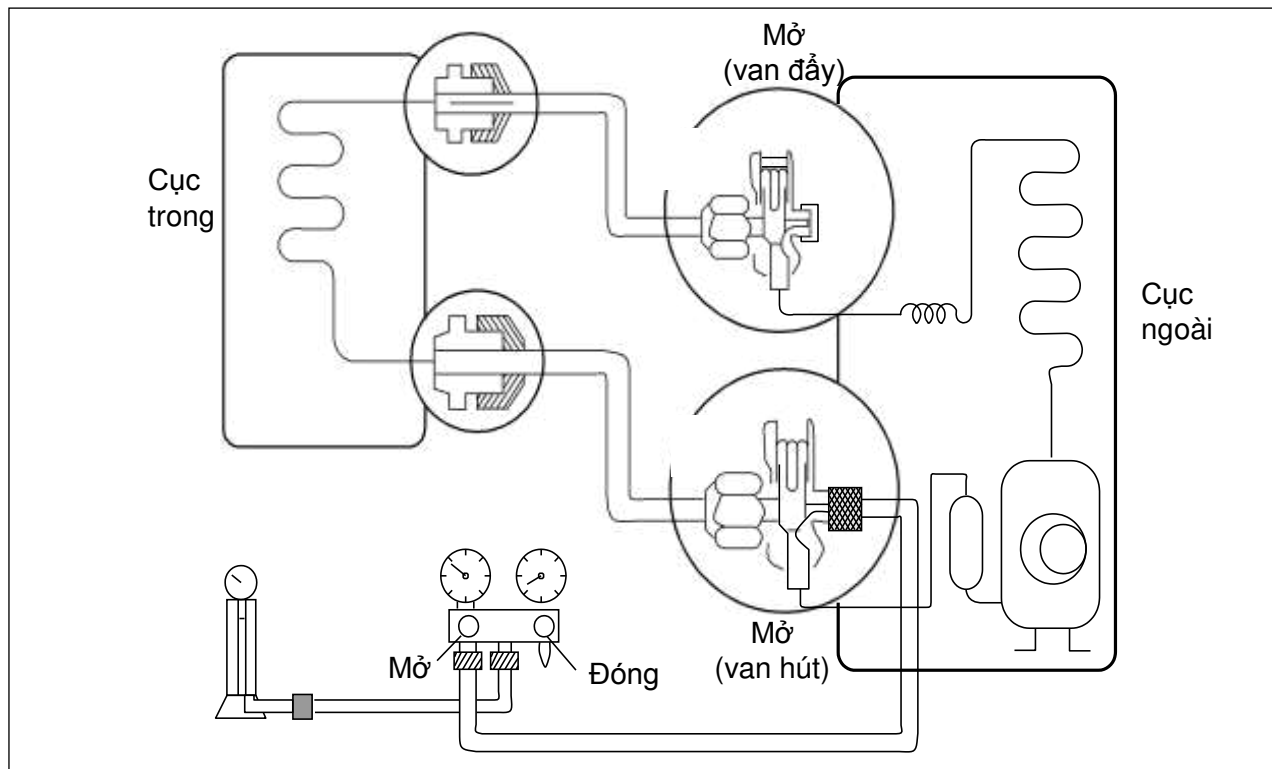 Mở
(van đẩy)
Cục
trong
Cục
ngoài
Mở
(van hút)
Mở
Đóng